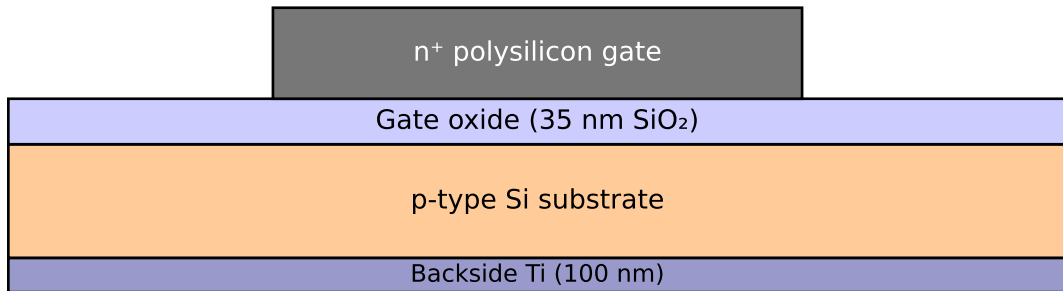 n⁺ polysilicon gate
Gate oxide (35 nm SiO₂)
p-type Si substrate
Backside Ti (100 nm)